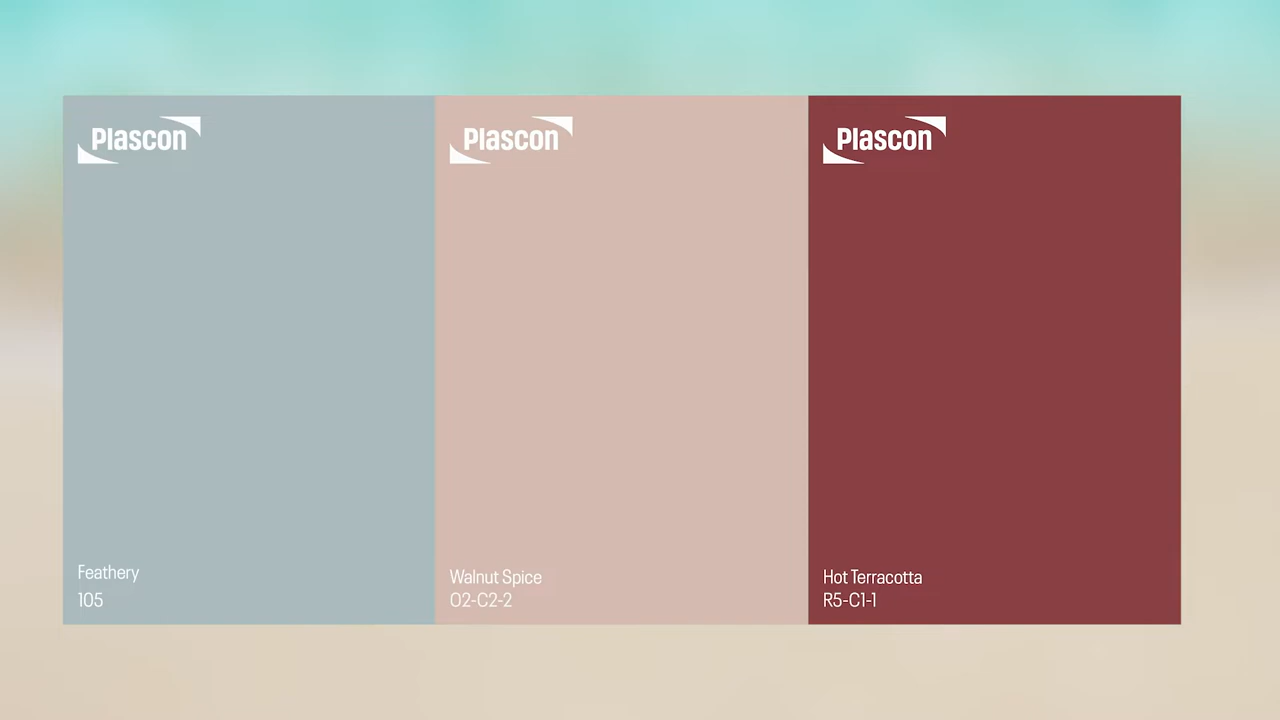 Plascon
Feathery
105
Plascon
Walnut Spice
O2-C2-2
Plascon
Hot Terracotta
R5-C1-1